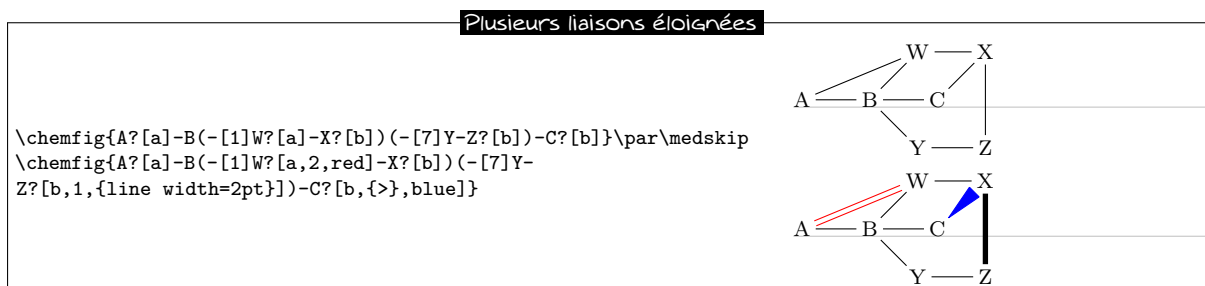 Plusieurs liaisons éloignées
\chemfig{A?[a]-B(-[1]W?[a]-X?[b])(-[7]Y-Z?[b])-C?[b]}\par\medskip
\chemfig{A?[a]-B(-[1]W?[a,2,red]-X?[b])(-[7]Y-
Z?[b,1,{line width=2pt}])-C?[b,{>},blue]}
W X
A B C
Y Z
W X
A B C
Y Z